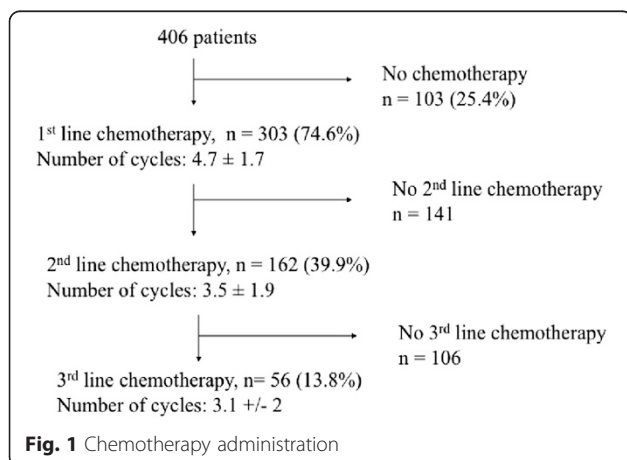 406 patients
No chemotherapy
n = 103 (25.4%)
1st line chemotherapy, n = 303 (74.6%)
Number of cycles: 4.7 ± 1.7
No 2nd line chemotherapy
n = 141
2nd line chemotherapy, n = 162 (39.9%)
Number of cycles: 3.5 ± 1.9
No 3rd line chemotherapy
n = 106
3rd line chemotherapy, n= 56 (13.8%)
Number of cycles: 3.1 +/- 2
Fig. 1 Chemotherapy administration